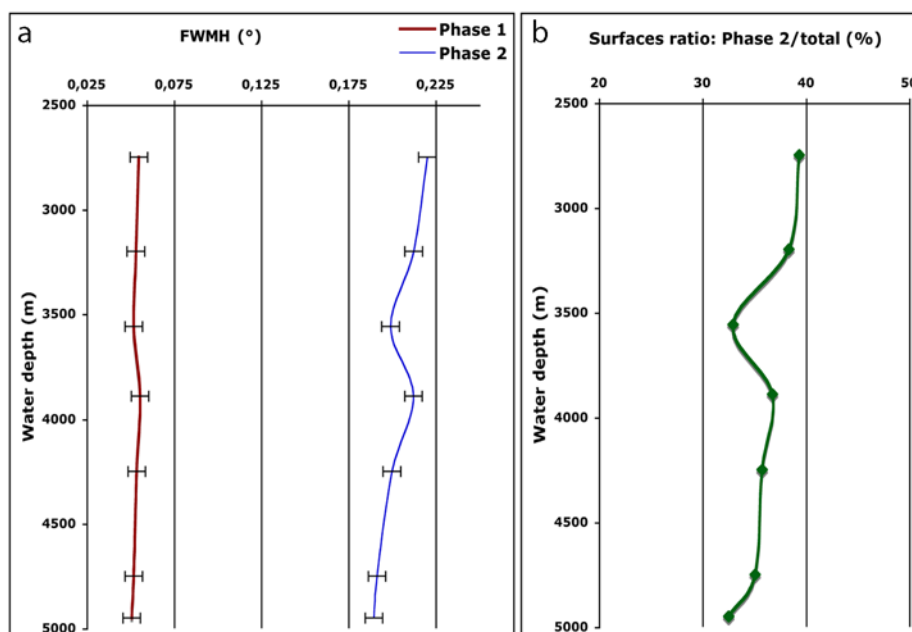 a
FWMH (°)
Phase 1
Phase 2
0,025 0,075 0,125 0,175 0,225
2500
3000
3500
4000
4500
5000
Water depth (m)
b
Surfaces ratio: Phase 2/total (%)
20 30 40 50
2500
3000
3500
4000
4500
5000
Water depth (m)